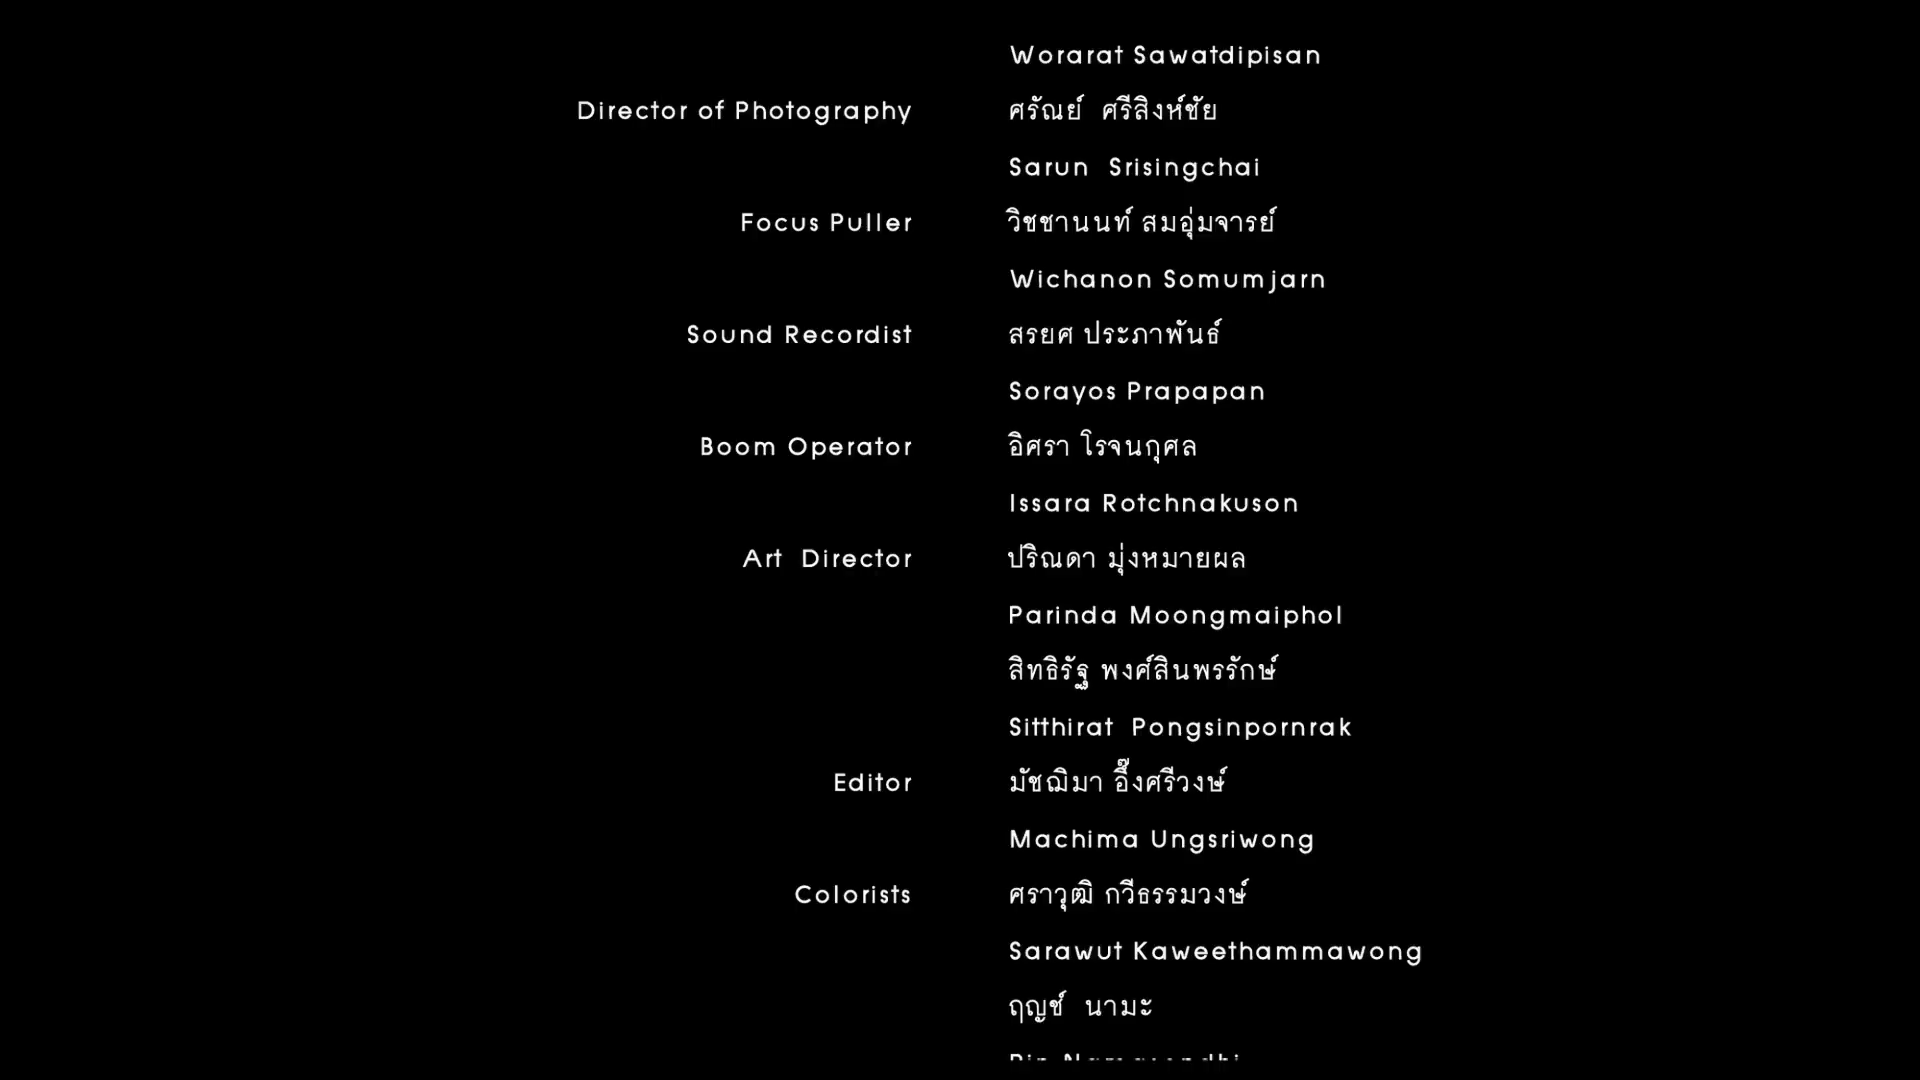 Worarat Sawatdipisan
Director of Photography ศรัณย์ ศรีสิงห์ชัย
Sarun Srisingchai
Focus Puller วิชชานนท์ สมอุ่มจารย์
Wichanon Somumjarn
Sound Recordist สรยศ ประภาพันธ์
Sorayos Prapapan
Boom Operator อิศรา โรจนกุศล
Issara Rotchnakuson
Art Director ปริณดา มุ่งหมายผล
Parinda Moongmaiphol
สิทธิรัฐ พงศ์สินพรรักษ์
Sitthirat Pongsinpornrak
Editor มัชฌิมา อึ๊งศรีวงษ์
Machima Ungsriwong
Colorists ศราวุฒิ กวีธรรมวงษ์
Sarawut Kaweethammawong
ฤญช์ นามะ